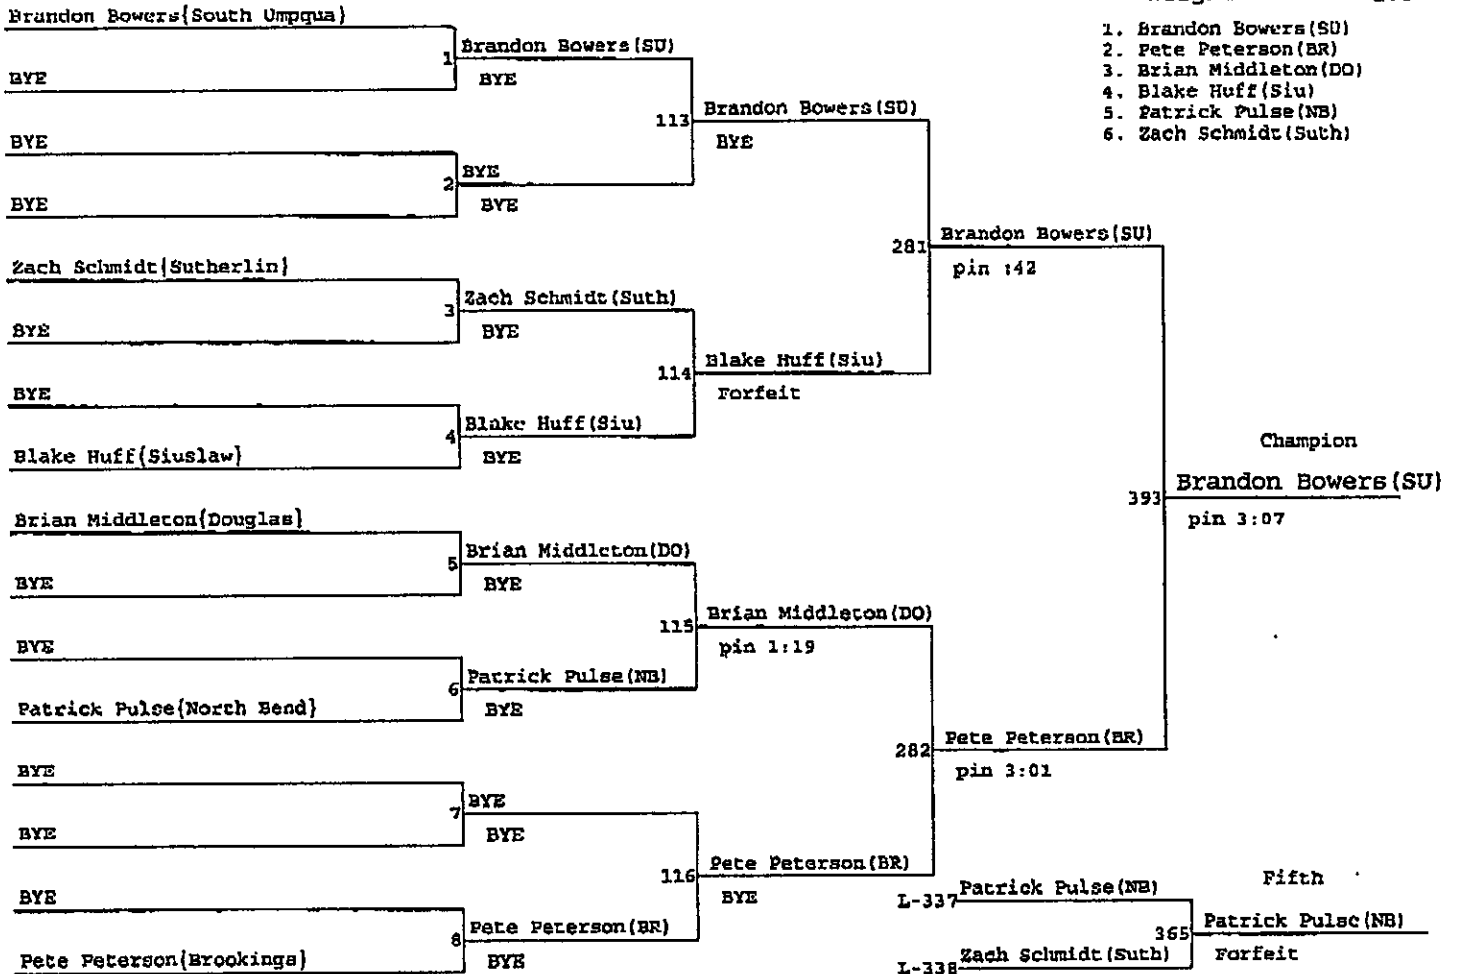 Brandon Bowers{South Umpqua}
1 Brandon Bowers(SU)
BYE
BYE
113 Brandon Bowers(SU)
BYE
BYE
2 BYE
BYE
BYE
281 Brandon Bowers(SU)
pin :42
Zach Schmidt{Sutherlin}
3 Zach Schmidt(Suth)
BYE
BYE
114 Blake Huff(Siu)
Forfeit
BYE
4 Blake Huff(Siu)
BYE
Blake Huff{Siuslaw}
Champion
393 Brandon Bowers(SU)
pin 3:07
Brian Middleton{Douglas}
5 Brian Middleton(DO)
BYE
BYE
115 Brian Middleton(DO)
pin 1:19
BYE
6 Patrick Pulse(NB)
BYE
Patrick Pulse{North Bend}
282 Pete Peterson(BR)
pin 3:01
BYE
7 BYE
BYE
BYE
116 Pete Peterson(BR)
BYE
BYE
8 Pete Peterson(BR)
BYE
Pete Peterson{Brookings}
1. Brandon Bowers(SU)
2. Pete Peterson(BR)
3. Brian Middleton(DO)
4. Blake Huff(Siu)
5. Patrick Pulse(NB)
6. Zach Schmidt(Suth)
Fifth
L-337 Patrick Pulse(NB)
365 Patrick Pulse(NB)
Forfeit
L-338 Zach Schmidt(Suth)